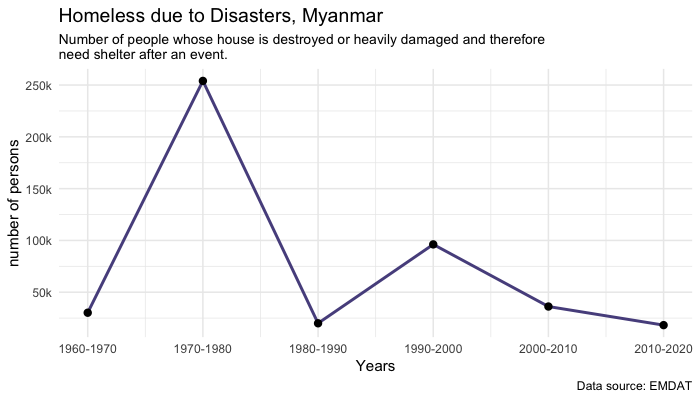 Homeless due to Disasters, Myanmar
Number of people whose house is destroyed or heavily damaged and therefore
need shelter after an event.
250k
200k
150k
100k
50k
number of persons
1960-1970 1970-1980 1980-1990 1990-2000 2000-2010 2010-2020
Years
Data source: EMDAT